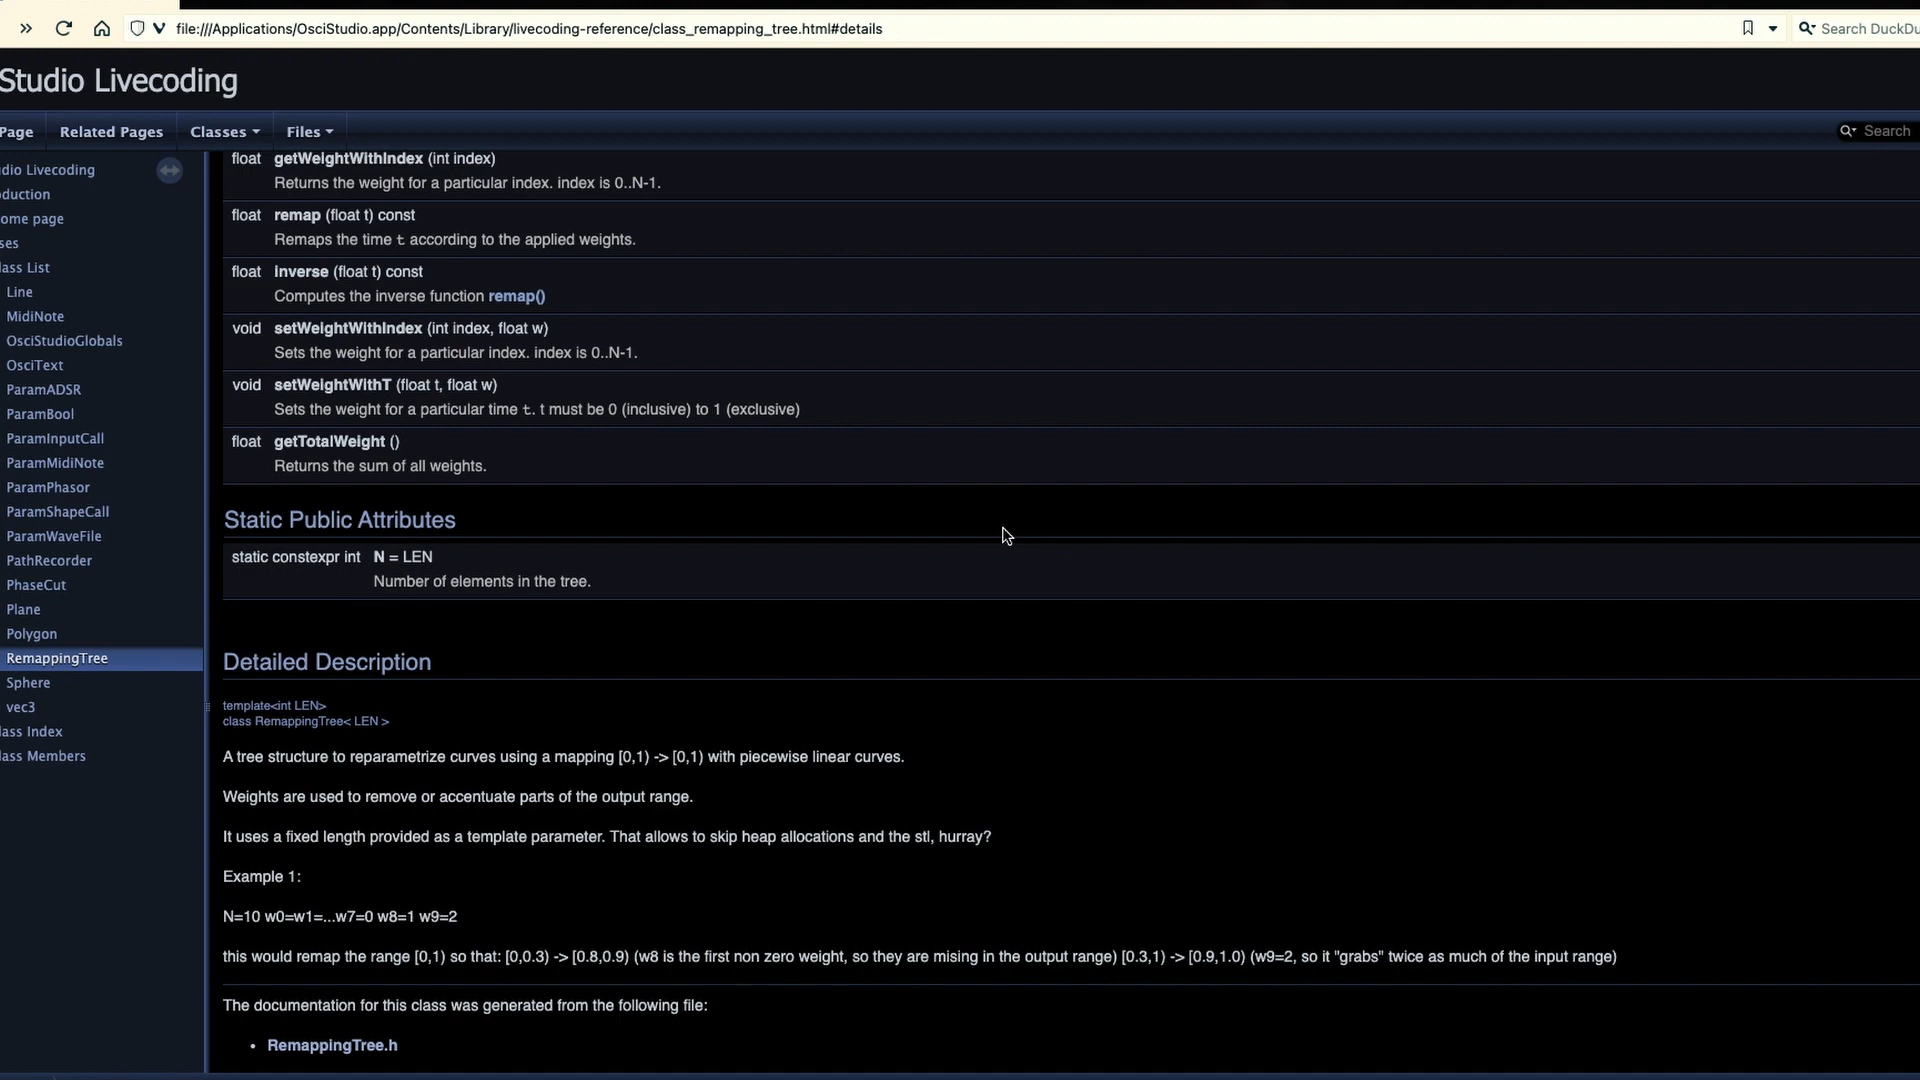 file:///Applications/OsciStudio.app/Contents/Library/livecoding-reference/class_remapping_tree.html#details
Search DuckDu
Studio Livecoding
Page
Related Pages
Classes
Files
Search
dio Livecoding
duction
ome page
ses
ass List
Line
MidiNote
OsciStudioGlobals
OsciText
ParamADSR
ParamBool
ParamInputCall
ParamMidiNote
ParamPhasor
ParamShapeCall
ParamWaveFile
PathRecorder
PhaseCut
Plane
Polygon
RemappingTree
Sphere
vec3
ass Index
ass Members
float getWeightWithIndex (int index)
Returns the weight for a particular index. index is 0..N-1.
float remap (float t) const
Remaps the time t according to the applied weights.
float inverse (float t) const
Computes the inverse function remap()
void setWeightWithIndex (int index, float w)
Sets the weight for a particular index. index is 0..N-1.
void setWeightWithT (float t, float w)
Sets the weight for a particular time t. t must be 0 (inclusive) to 1 (exclusive)
float getTotalWeight ()
Returns the sum of all weights.
Static Public Attributes
static constexpr int N = LEN
Number of elements in the tree.
Detailed Description
template<int LEN>
class RemappingTree< LEN >
A tree structure to reparametrize curves using a mapping [0,1) -> [0,1) with piecewise linear curves.
Weights are used to remove or accentuate parts of the output range.
It uses a fixed length provided as a template parameter. That allows to skip heap allocations and the stl, hurray?
Example 1:
N=10 w0=w1=...w7=0 w8=1 w9=2
this would remap the range [0,1) so that: [0,0.3) -> [0.8,0.9) (w8 is the first non zero weight, so they are mising in the output range) [0.3,1) -> [0.9,1.0) (w9=2, so it "grabs" twice as much of the input range)
The documentation for this class was generated from the following file:
• RemappingTree.h